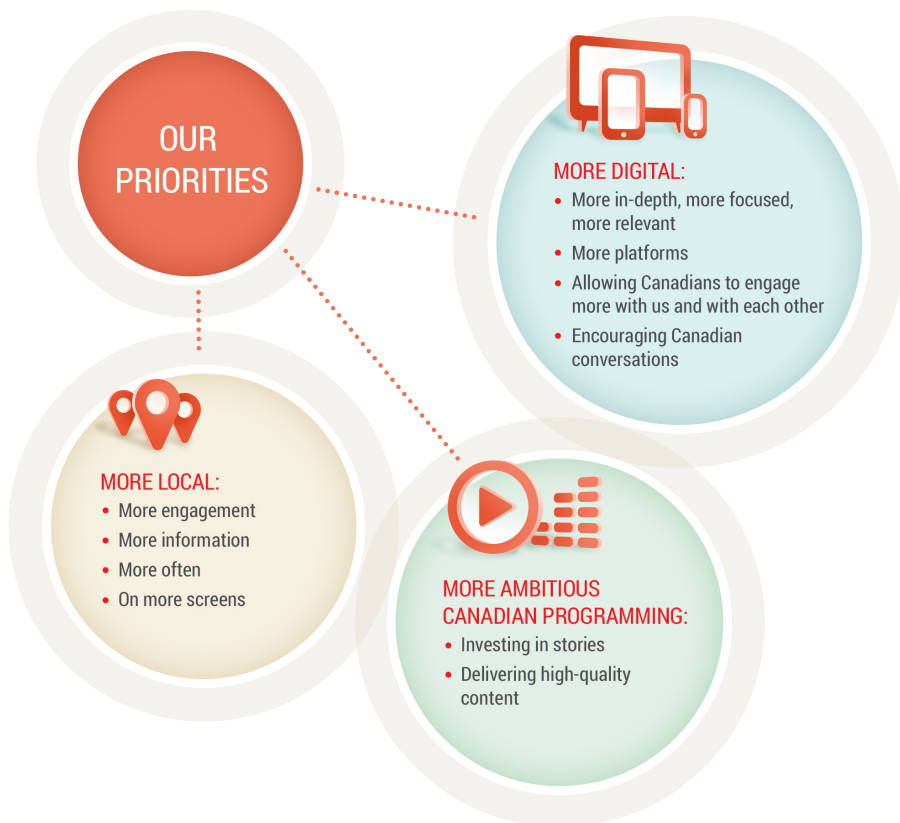 OUR
PRIORITIES
MORE DIGITAL:
• More in-depth, more focused,
more relevant
• More platforms
• Allowing Canadians to engage
more with us and with each other
• Encouraging Canadian
conversations
MORE LOCAL:
• More engagement
• More information
• More often
• On more screens
MORE AMBITIOUS
CANADIAN PROGRAMMING:
• Investing in stories
• Delivering high-quality
content